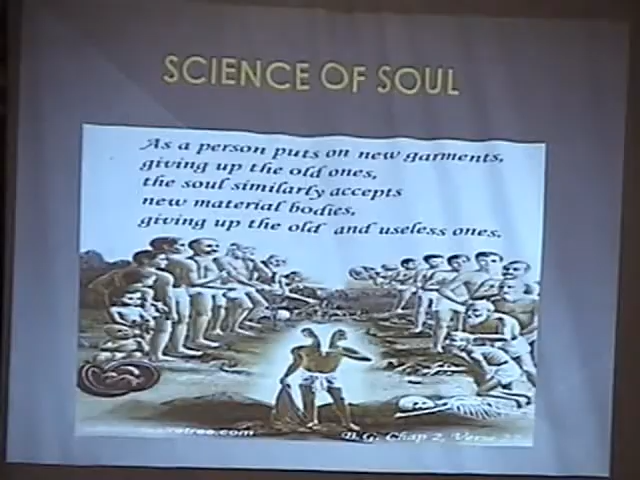 SCIENCE OF SOUL
As a person puts on new garments,
giving up the old ones,
the soul similarly accepts
new material bodies,
giving up the old and useless ones.
B. G. Chap 2, Verse